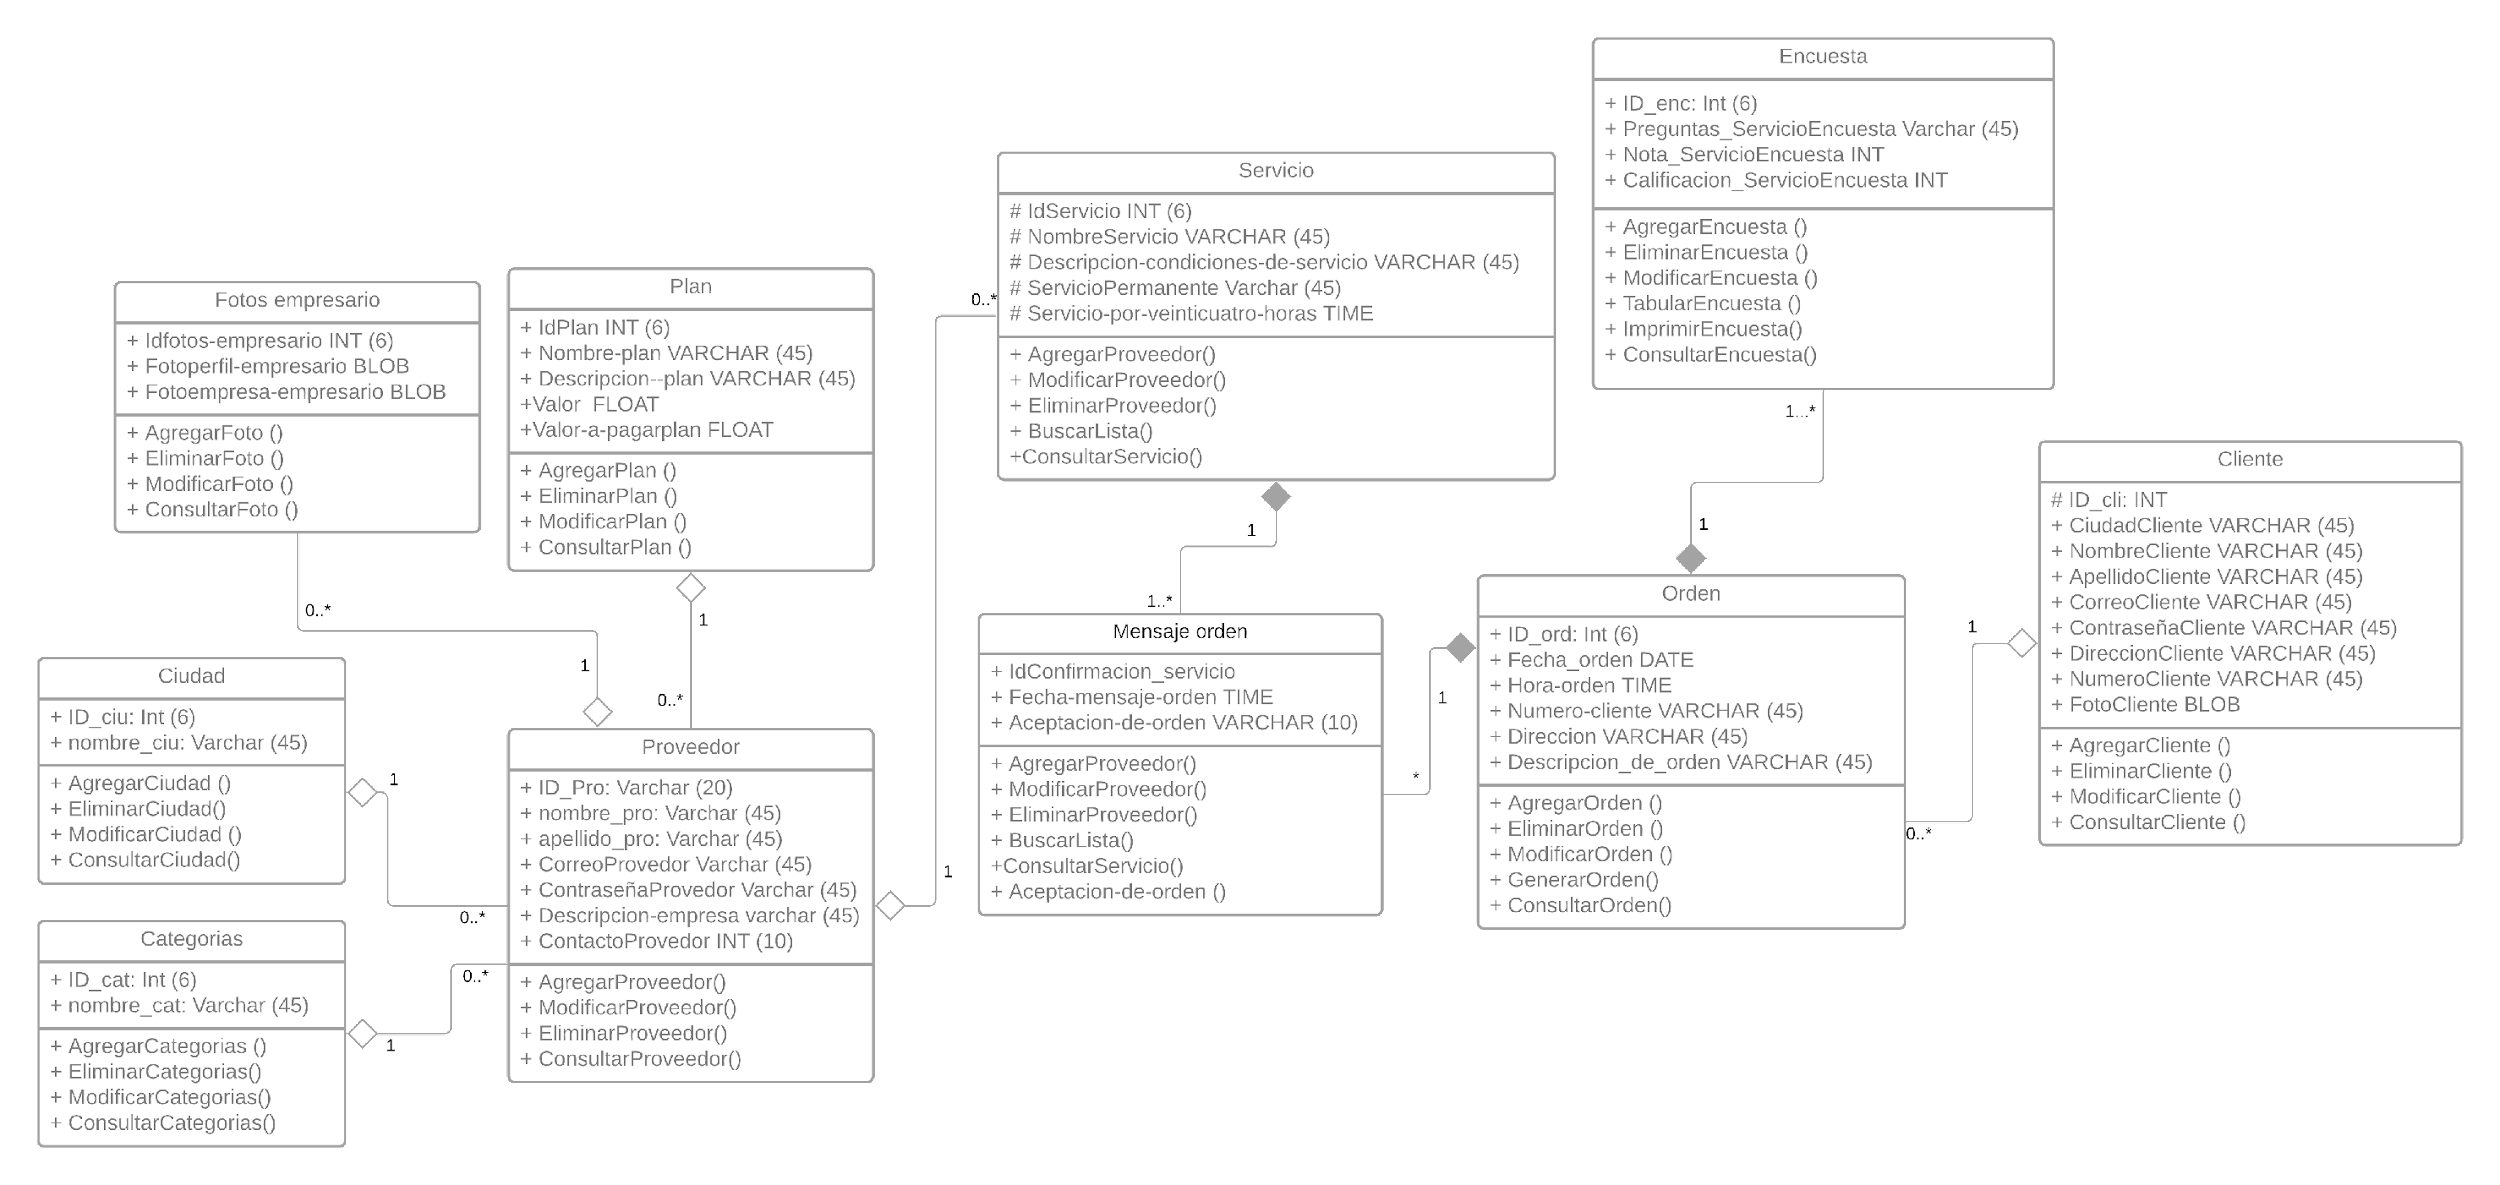 Encuesta
+ ID_enc: Int (6)
+ Preguntas_ServicioEncuesta Varchar (45)
+ Nota_ServicioEncuesta INT
+ Calificacion_ServicioEncuesta INT
+ AgregarEncuesta ()
+ EliminarEncuesta ()
+ ModificarEncuesta ()
+ TabularEncuesta ()
+ ImprimirEncuesta()
+ ConsultarEncuesta()
1...*
1
Servicio
# IdServicio INT (6)
# NombreServicio VARCHAR (45)
# Descripcion-condiciones-de-servicio VARCHAR (45)
# ServicioPermanente Varchar (45)
# Servicio-por-veinticuatro-horas TIME
+ AgregarProveedor()
+ ModificarProveedor()
+ EliminarProveedor()
+ BuscarLista()
+ConsultarServicio()
0..*
1
1..*
Fotos empresario
+ Idfotos-empresario INT (6)
+ Fotoperfil-empresario BLOB
+ Fotoempresa-empresario BLOB
+ AgregarFoto ()
+ EliminarFoto ()
+ ModificarFoto ()
+ ConsultarFoto ()
0..*
1
Plan
+ IdPlan INT (6)
+ Nombre-plan VARCHAR (45)
+ Descripcion--plan VARCHAR (45)
+Valor  FLOAT
+Valor-a-pagarplan FLOAT
+ AgregarPlan ()
+ EliminarPlan ()
+ ModificarPlan ()
+ ConsultarPlan ()
1
0..*
Cliente
# ID_cli: INT
+ CiudadCliente VARCHAR (45)
+ NombreCliente VARCHAR (45)
+ ApellidoCliente VARCHAR (45)
+ CorreoCliente VARCHAR (45)
+ ContraseñaCliente VARCHAR (45)
+ DireccionCliente VARCHAR (45)
+ NumeroCliente VARCHAR (45)
+ FotoCliente BLOB
+ AgregarCliente ()
+ EliminarCliente ()
+ ModificarCliente ()
+ ConsultarCliente ()
1
0..*
Orden
+ ID_ord: Int (6)
+ Fecha_orden DATE
+ Hora-orden TIME
+ Numero-cliente VARCHAR (45)
+ Direccion VARCHAR (45)
+ Descripcion_de_orden VARCHAR (45)
+ AgregarOrden ()
+ EliminarOrden ()
+ ModificarOrden ()
+ GenerarOrden()
+ ConsultarOrden()
1
*
Mensaje orden
+ IdConfirmacion_servicio
+ Fecha-mensaje-orden TIME
+ Aceptacion-de-orden VARCHAR (10)
+ AgregarProveedor()
+ ModificarProveedor()
+ EliminarProveedor()
+ BuscarLista()
+ConsultarServicio()
+ Aceptacion-de-orden ()
Ciudad
+ ID_ciu: Int (6)
+ nombre_ciu: Varchar (45)
+ AgregarCiudad ()
+ EliminarCiudad()
+ ModificarCiudad ()
+ ConsultarCiudad()
1
0..*
Proveedor
+ ID_Pro: Varchar (20)
+ nombre_pro: Varchar (45)
+ apellido_pro: Varchar (45)
+ CorreoProvedor Varchar (45)
+ ContraseñaProvedor Varchar (45)
+ Descripcion-empresa varchar (45)
+ ContactoProvedor INT (10)
+ AgregarProveedor()
+ ModificarProveedor()
+ EliminarProveedor()
+ ConsultarProveedor()
1
Categorias
+ ID_cat: Int (6)
+ nombre_cat: Varchar (45)
+ AgregarCategorias ()
+ EliminarCategorias()
+ ModificarCategorias()
+ ConsultarCategorias()
0..*
1